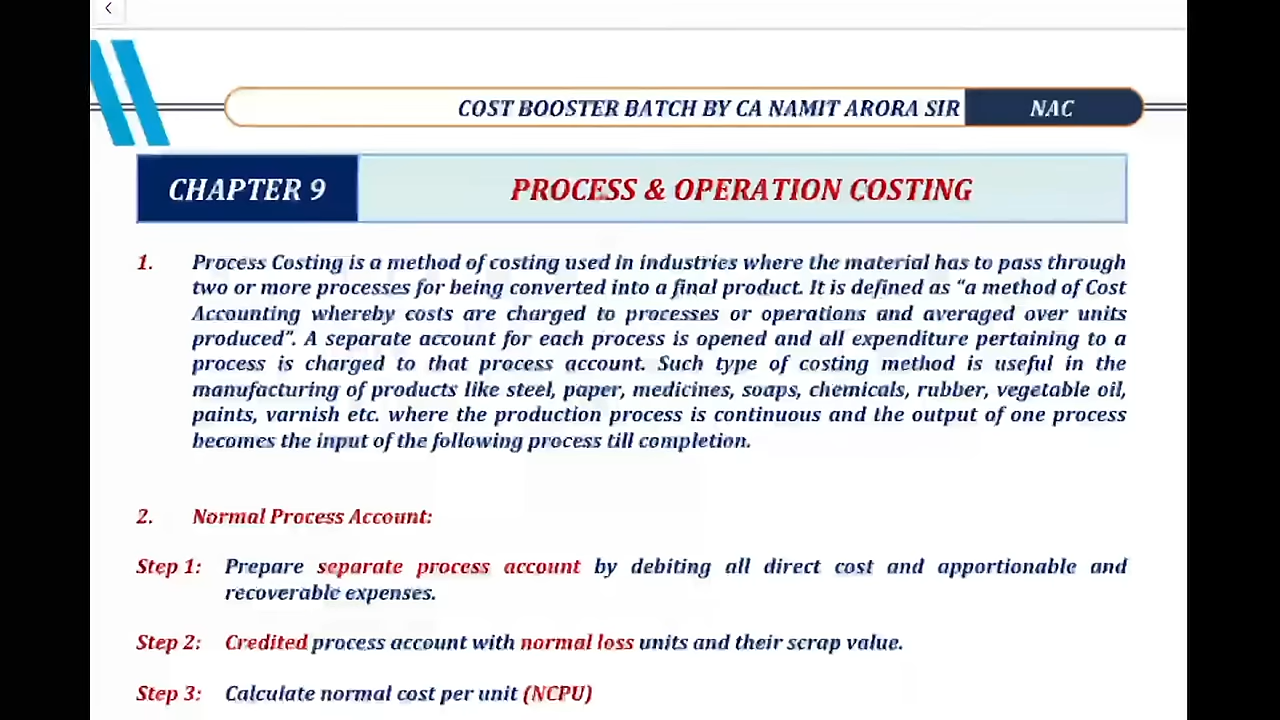 COST BOOSTER BATCH BY CA NAMIT ARORA SIR NAC
CHAPTER 9 PROCESS & OPERATION COSTING
1. Process Costing is a method of costing used in industries where the material has to pass through
two or more processes for being converted into a final product. It is defined as “a method of Cost
Accounting whereby costs are charged to processes or operations and averaged over units
produced”. A separate account for each process is opened and all expenditure pertaining to a
process is charged to that process account. Such type of costing method is useful in the
manufacturing of products like steel, paper, medicines, soaps, chemicals, rubber, vegetable oil,
paints, varnish etc. where the production process is continuous and the output of one process
becomes the input of the following process till completion.
2. Normal Process Account:
Step 1: Prepare separate process account by debiting all direct cost and apportionable and
recoverable expenses.
Step 2: Credited process account with normal loss units and their scrap value.
Step 3: Calculate normal cost per unit (NCPU)